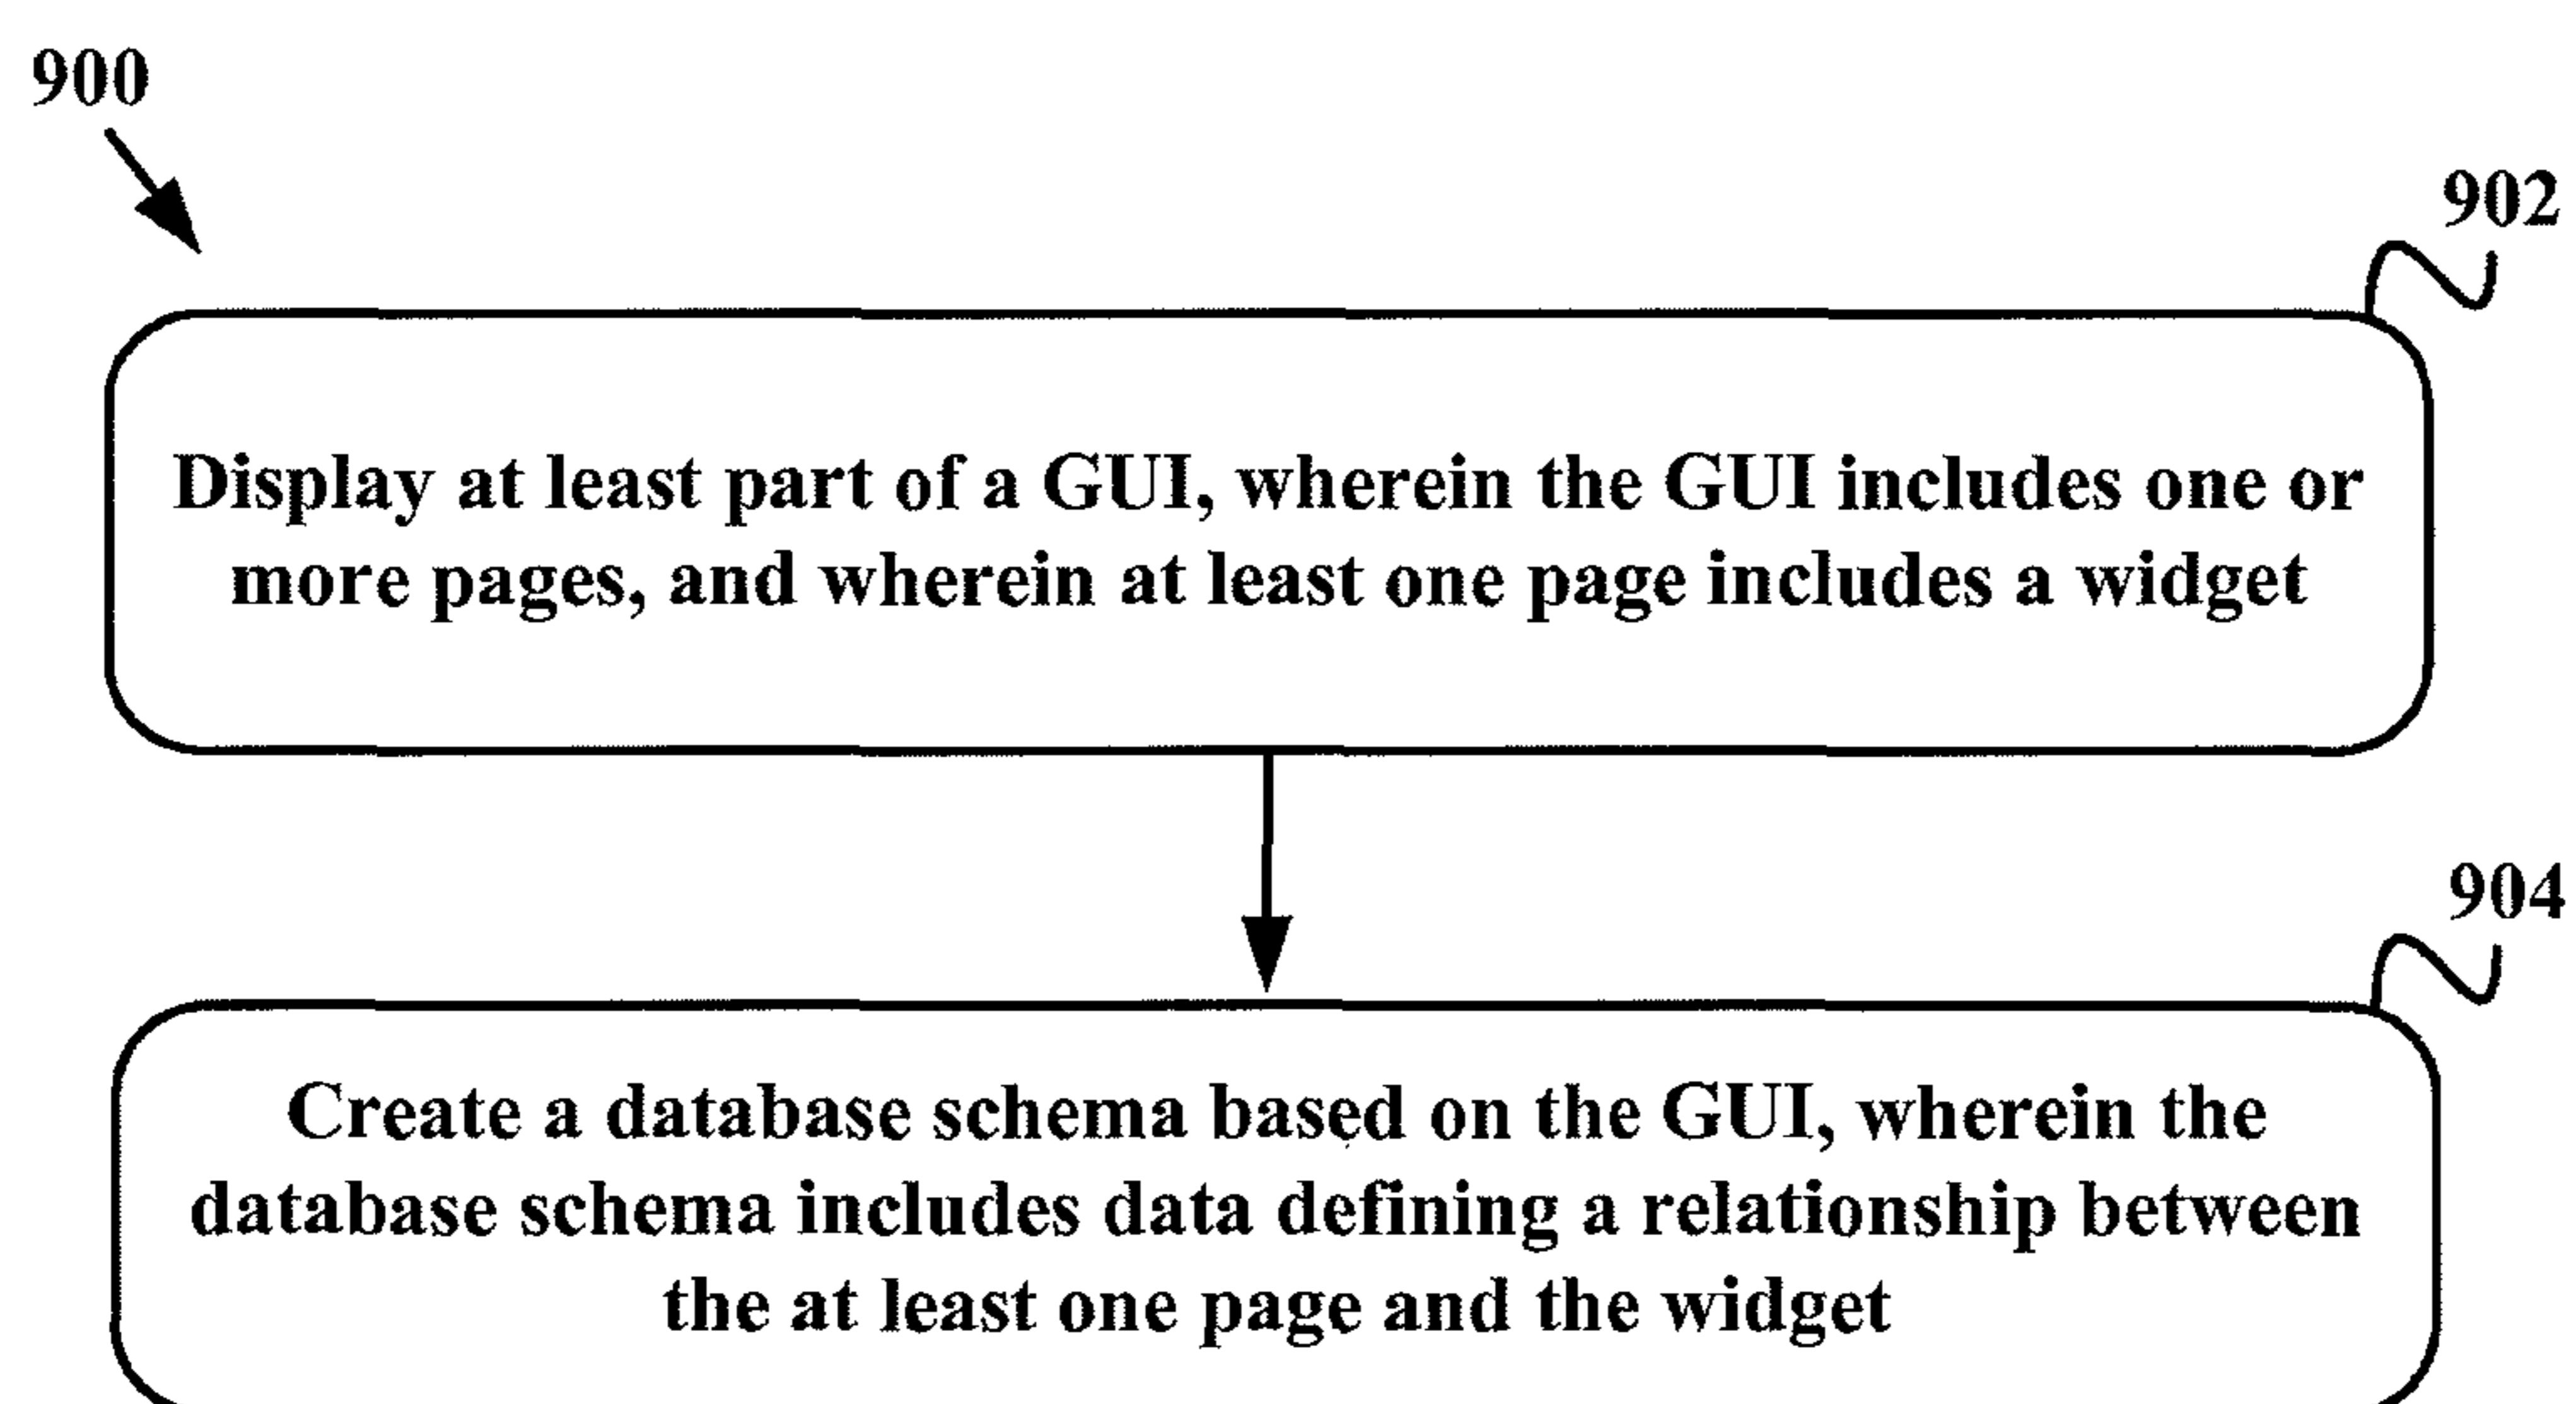 900
902
Display at least part of a GUI, wherein the GUI includes one or
more pages, and wherein at least one page includes a widget
904
Create a database schema based on the GUI, wherein the
database schema includes data defining a relationship between
the at least one page and the widget